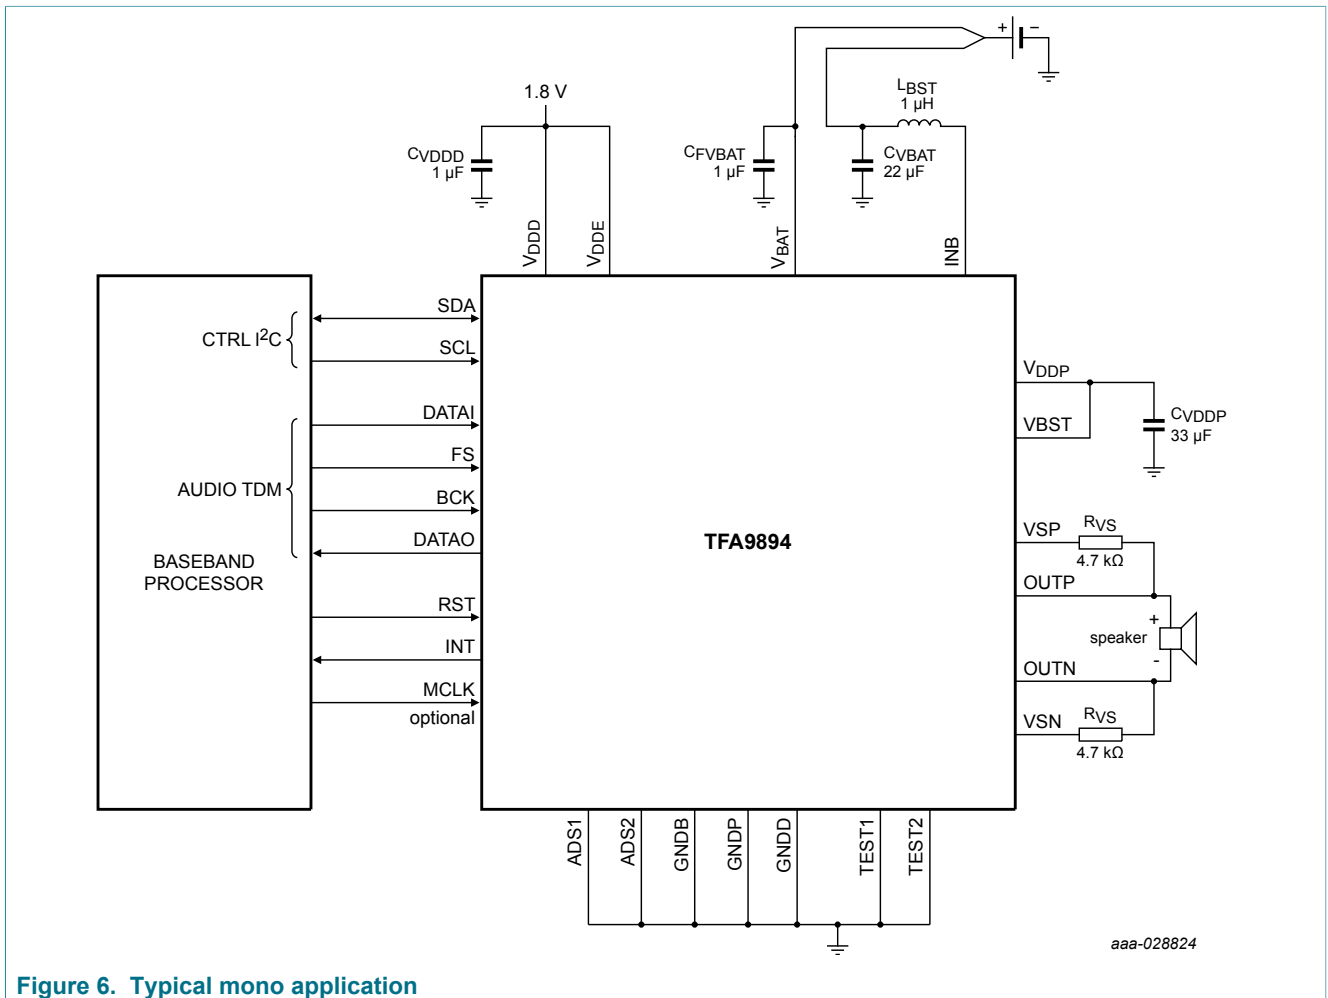 + −
1.8 V
LBST
1 µH
CVDDD
1 µF
CFVBAT
1 µF
CVBAT
22 µF
VDDD
VDDE
VBAT
INB
SDA
CTRL I²C
SCL
VDDP
CVDDP
33 µF
VBST
DATAI
FS
AUDIO TDM
BCK
DATAO
TFA9894
VSP
RVS
4.7 kΩ
BASEBAND
PROCESSOR
OUTP
RST
+
speaker
-
INT
OUTN
MCLK
optional
VSN
RVS
4.7 kΩ
ADS1
ADS2
GNDB
GNDP
GNDD
TEST1
TEST2
aaa-028824
Figure 6. Typical mono application